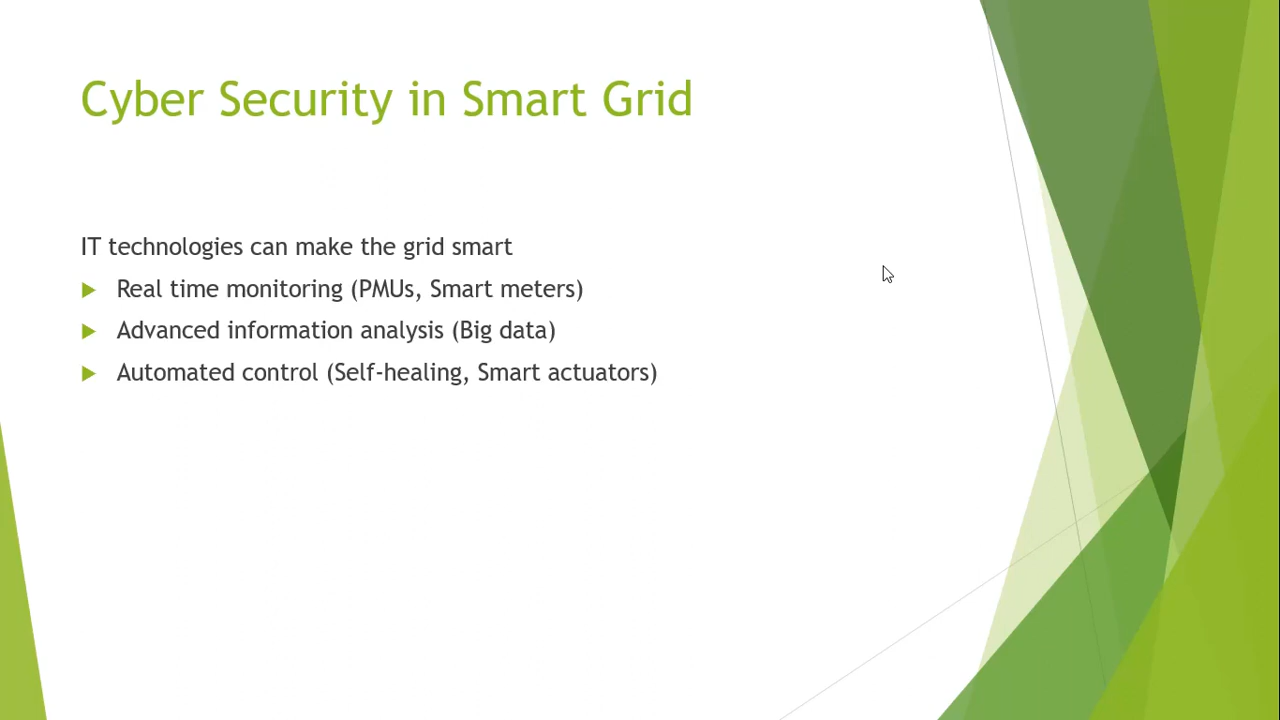 Cyber Security in Smart Grid
IT technologies can make the grid smart
Real time monitoring (PMUs, Smart meters)
Advanced information analysis (Big data)
Automated control (Self-healing, Smart actuators)